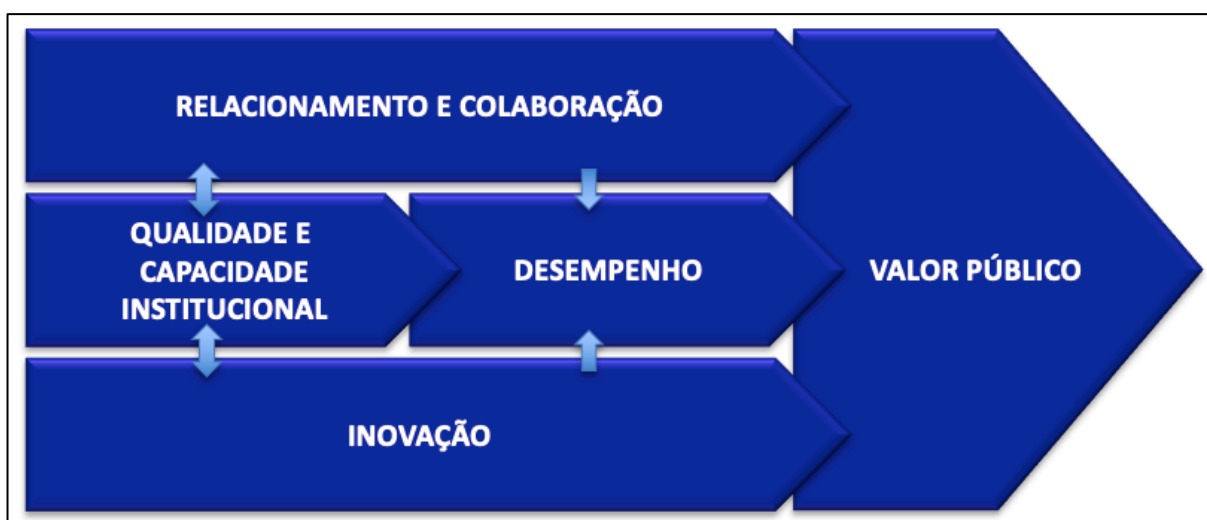 RELACIONAMENTO E COLABORAÇÃO
QUALIDADE E
CAPACIDADE
INSTITUCIONAL
DESEMPENHO
VALOR PÚBLICO
INOVAÇÃO